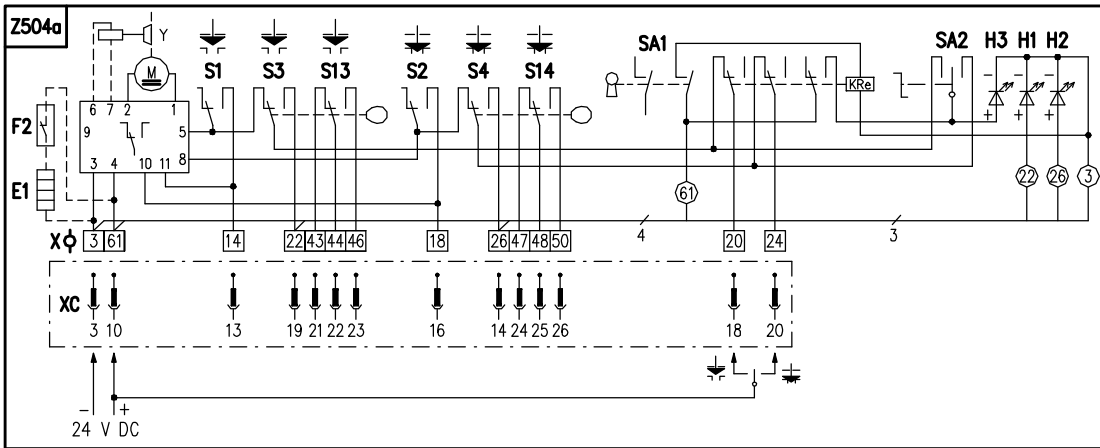 Z504a
Y
SA1
SA2 H3 H1 H2
M
S1 S3 S13 S2 S4 S14
KRe
6 7 2 1
F2
9 5
8
3 4 10 11
E1
61 22 26 3
4 3
X 3 61 14 22 43 44 46 18 26 47 48 50 20 24
XC
3 10 13 19 21 22 23 16 14 24 25 26 18 20
− +
24 V DC